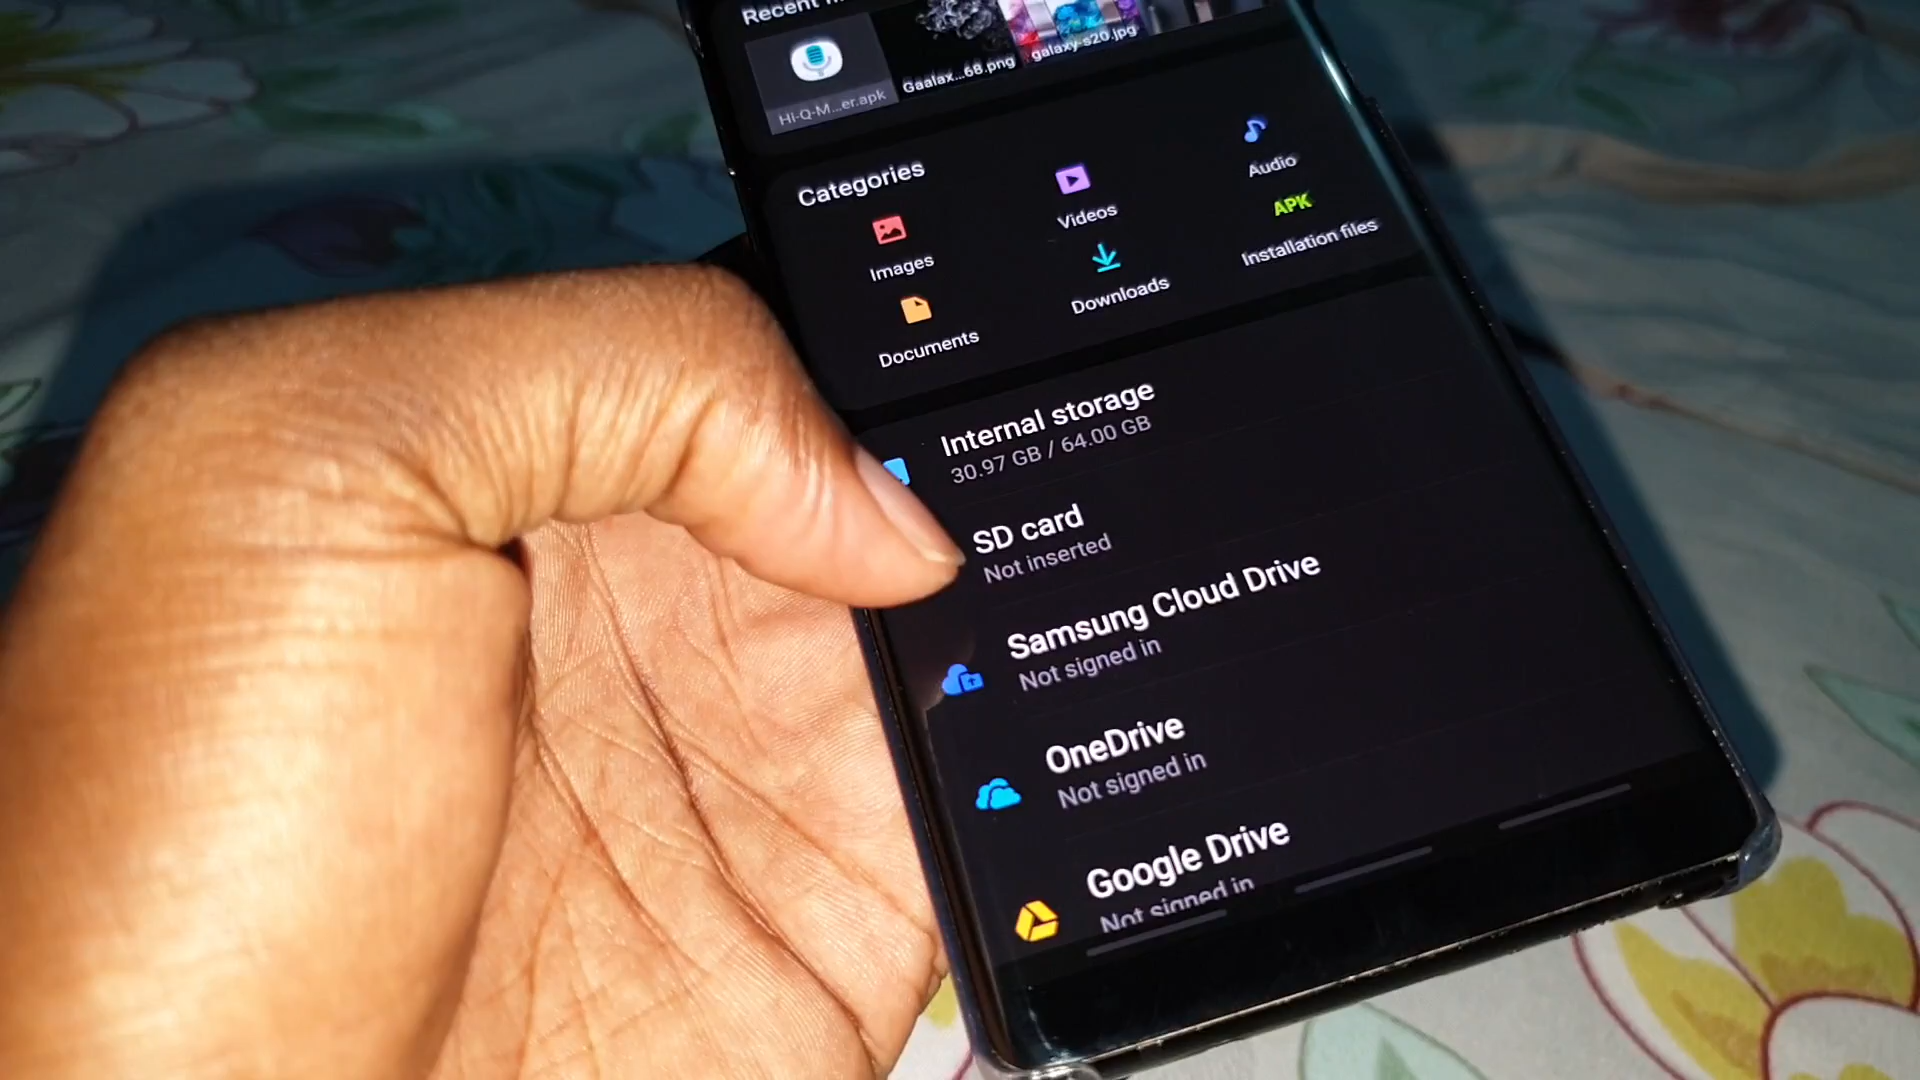 Recent
Hi-Q-M...er.apk
Gaalax...68.png
galaxy-s20.jpg
Categories
Images
Videos
Audio
Documents
Downloads
APK
Installation files
Internal storage
30.97 GB / 64.00 GB
SD card
Not inserted
Samsung Cloud Drive
Not signed in
OneDrive
Not signed in
Google Drive
Not signed in